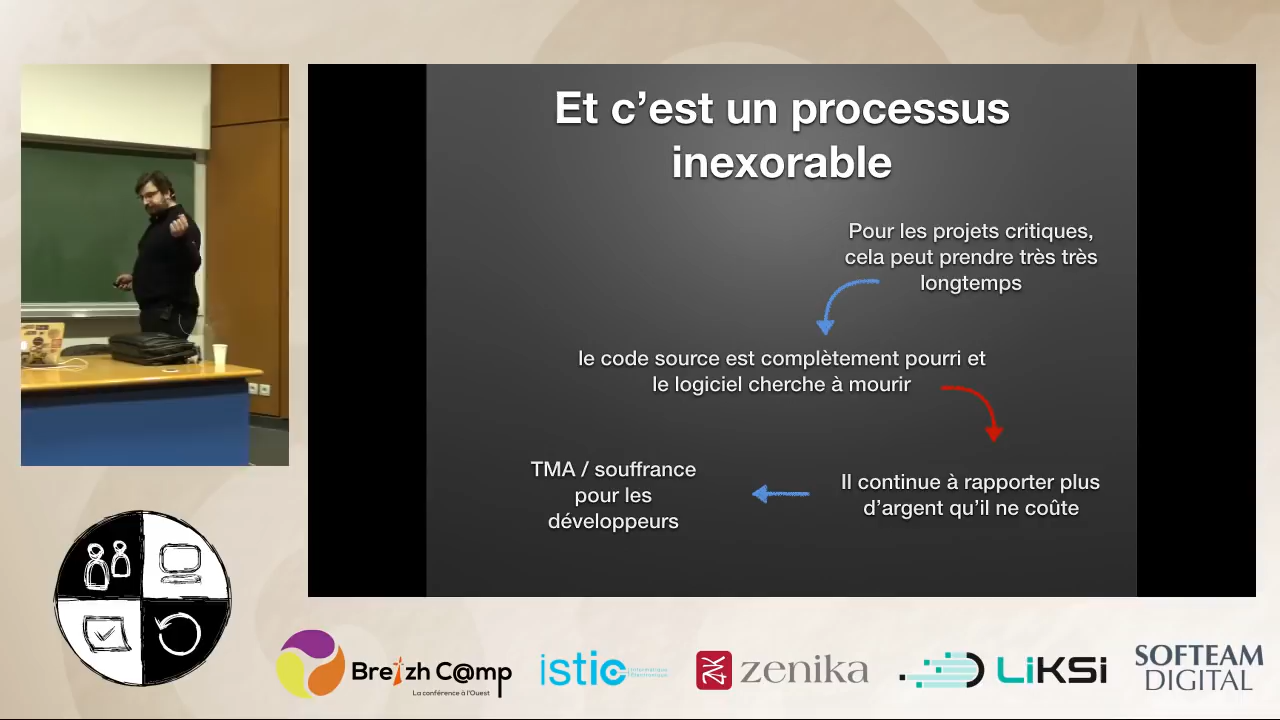 Et c’est un processus
inexorable
Pour les projets critiques,
cela peut prendre très très
longtemps
le code source est complètement pourri et
le logiciel cherche à mourir
Il continue à rapporter plus
d’argent qu’il ne coûte
TMA / souffrance
pour les
développeurs
Breizh C@mp
La conférence à l'Ouest
istic
Informatique
Électronique
zenika
LiKSi
SOFTEAM
DIGITAL